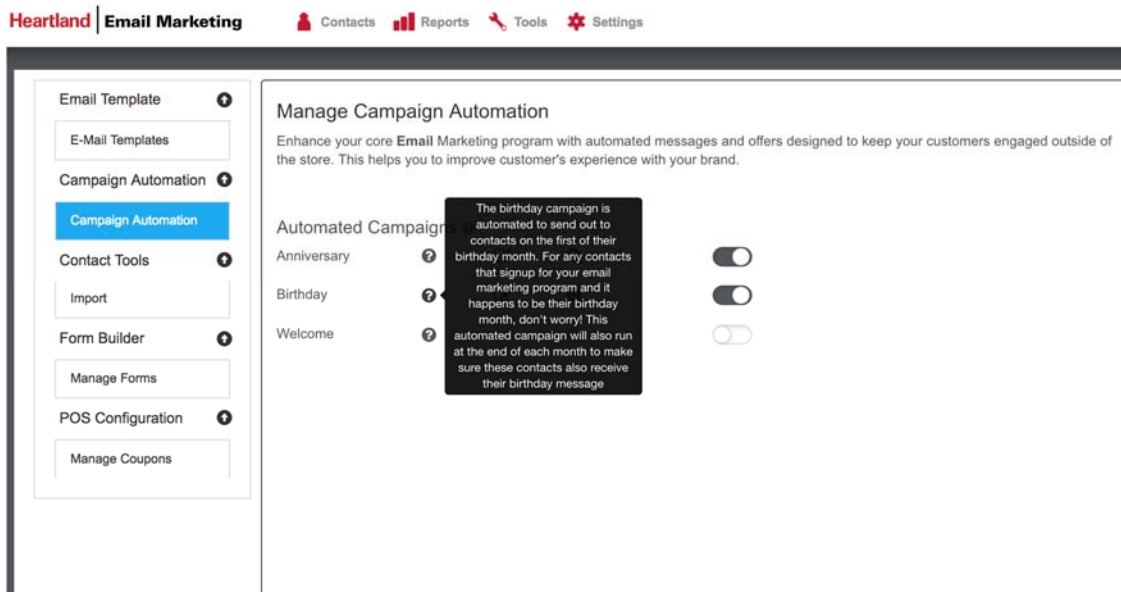 Heartland Email Marketing
Contacts
Reports
Tools
Settings
Email Template
E-Mail Templates
Campaign Automation
Campaign Automation
Contact Tools
Import
Form Builder
Manage Forms
POS Configuration
Manage Coupons
Manage Campaign Automation
Enhance your core Email Marketing program with automated messages and offers designed to keep your customers engaged outside of
the store. This helps you to improve customer's experience with your brand.
Automated Campaigns
Anniversary
Birthday
Welcome
The birthday campaign is
automated to send out to
contacts on the first of their
birthday month. For any contacts
that signup for your email
marketing program and it
happens to be their birthday
month, don't worry! This
automated campaign will also run
at the end of each month to make
sure these contacts also receive
their birthday message